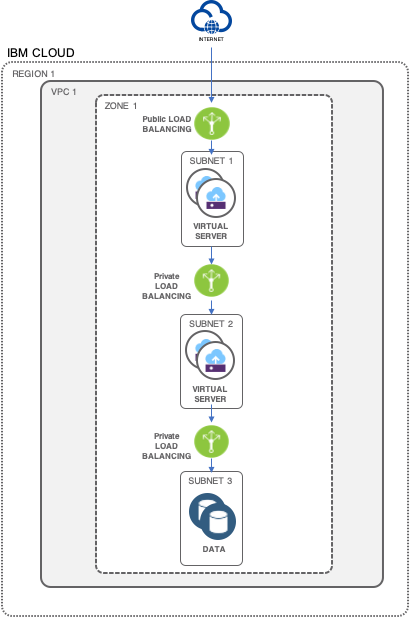 INTERNET
IBM CLOUD
REGION 1
VPC 1
ZONE 1
Public LOAD
BALANCING
SUBNET 1
VIRTUAL
SERVER
Private
LOAD
BALANCING
SUBNET 2
VIRTUAL
SERVER
Private
LOAD
BALANCING
SUBNET 3
DATA